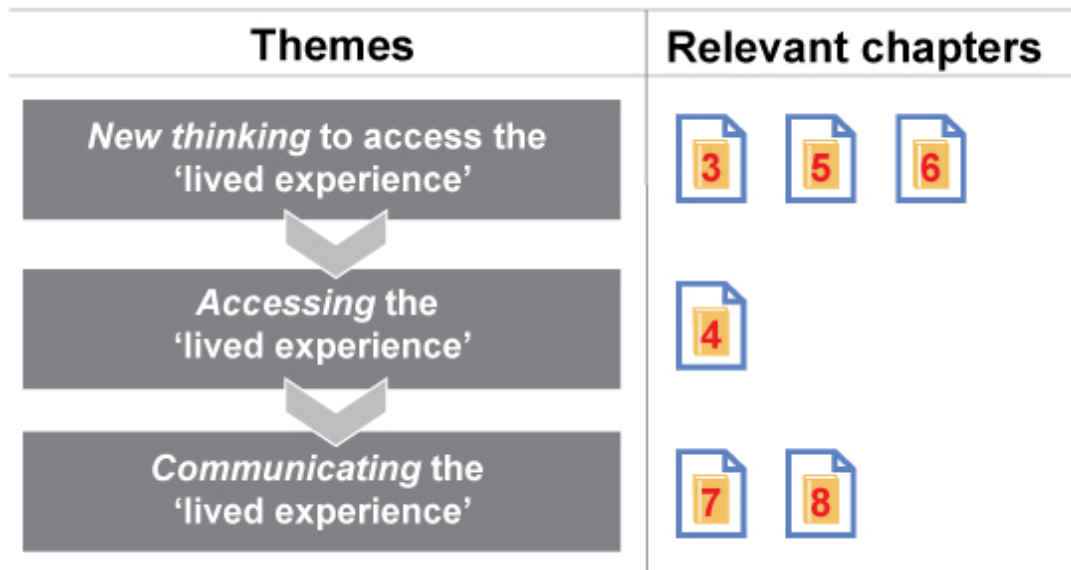 Themes
Relevant chapters
New thinking to access the
‘lived experience’
3 5 6
Accessing the
‘lived experience’
4
Communicating the
‘lived experience’
7 8